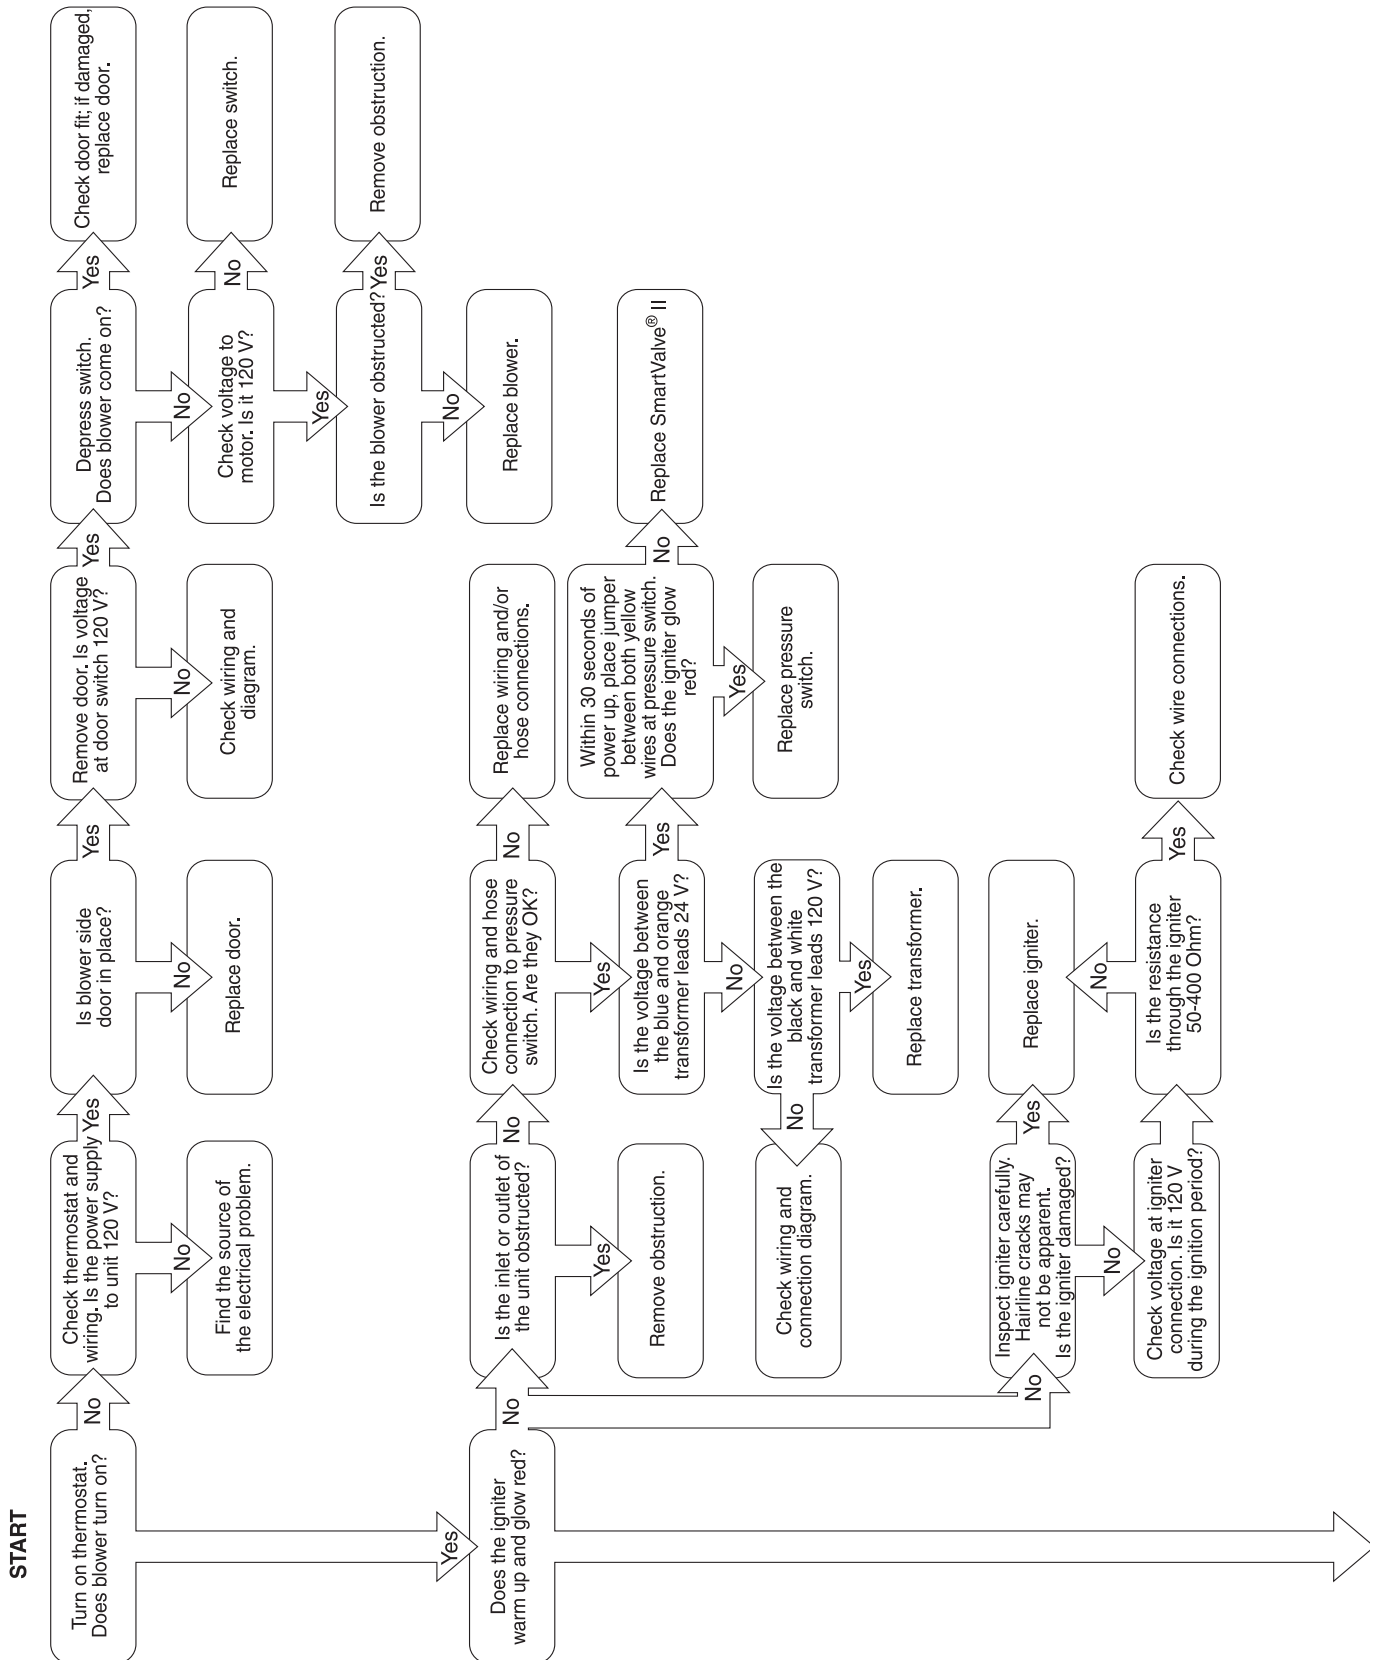 START
Turn on thermostat.
Does blower turn on?
No
Check thermostat and
wiring. Is the power supply
to unit 120 V?
Yes
Is blower side
door in place?
Yes
Remove door. Is voltage
at door switch 120 V?
Yes
Depress switch.
Does blower come on?
Yes
Check door fit; if damaged,
replace door.
No
Find the source of
the electrical problem.
No
Replace door.
No
Check wiring and
diagram.
No
Check voltage to
motor. Is it 120 V?
No
Replace switch.
Yes
Is the blower obstructed?
Yes
Remove obstruction.
No
Replace blower.
Yes
Does the igniter
warm up and glow red?
No
Is the inlet or outlet of
the unit obstructed?
No
Check wiring and hose
connection to pressure
switch. Are they OK?
No
Replace wiring and/or
hose connections.
Yes
Remove obstruction.
Yes
Is the voltage between
the blue and orange
transformer leads 24 V?
Yes
Within 30 seconds of
power up, place jumper
between both yellow
wires at pressure switch.
Does the igniter glow
red?
No
Replace SmartValve® II
No
Is the voltage between the
black and white
transformer leads 120 V?
No
Check wiring and
connection diagram.
Yes
Replace pressure
switch.
Yes
Replace transformer.
No
Inspect igniter carefully.
Hairline cracks may
not be apparent.
Is the igniter damaged?
Yes
Replace igniter.
No
Check voltage at igniter
connection. Is it 120 V
during the ignition period?
Is the resistance
through the igniter
50-400 Ohm?
No
Yes
Check wire connections.